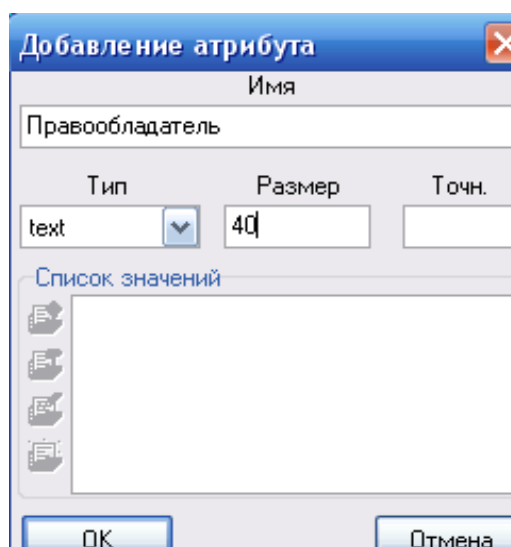 Добавление атрибута
Имя
Правообладатель
Тип Размер Точн.
text 40
Список значений
OK Отмена